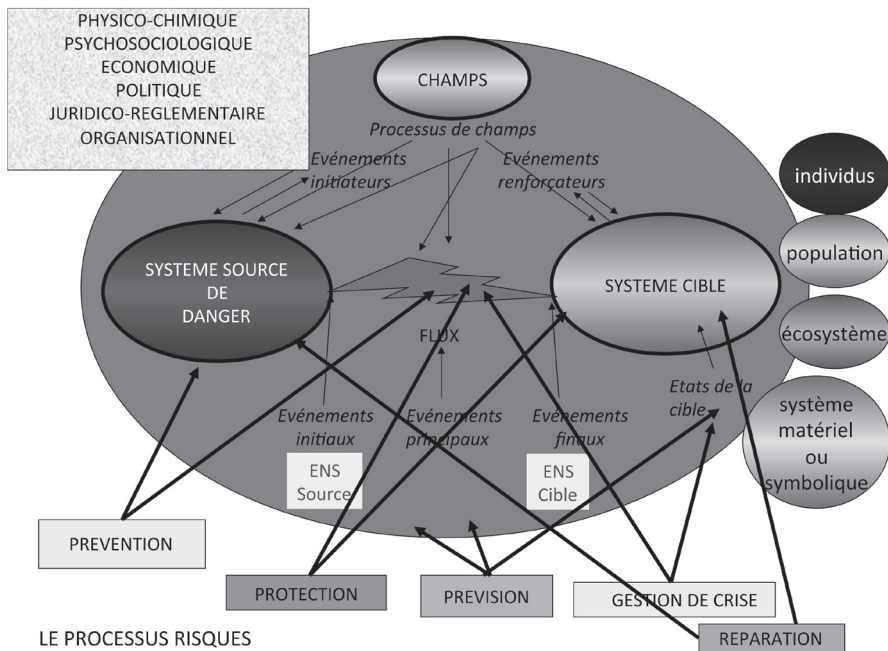 PHYSICO-CHIMIQUE
PSYCHOSOCIOLOGIQUE
ECONOMIQUE
POLITIQUE
JURIDICO-REGLEMENTAIRE
ORGANISATIONNEL
CHAMPS
Processus de champs
Evénements
initiateurs
Evénements
renforçateurs
individus
population
écosystème
système
matériel
ou
symbolique
SYSTEME SOURCE
DE
DANGER
SYSTEME CIBLE
FLUX
Evénements
initiaux
Evénements
principaux
Evénements
finaux
Etats de la
cible
ENS
Source
ENS
Cible
PREVENTION
PROTECTION
PREVISION
GESTION DE CRISE
REPARATION
LE PROCESSUS RISQUES